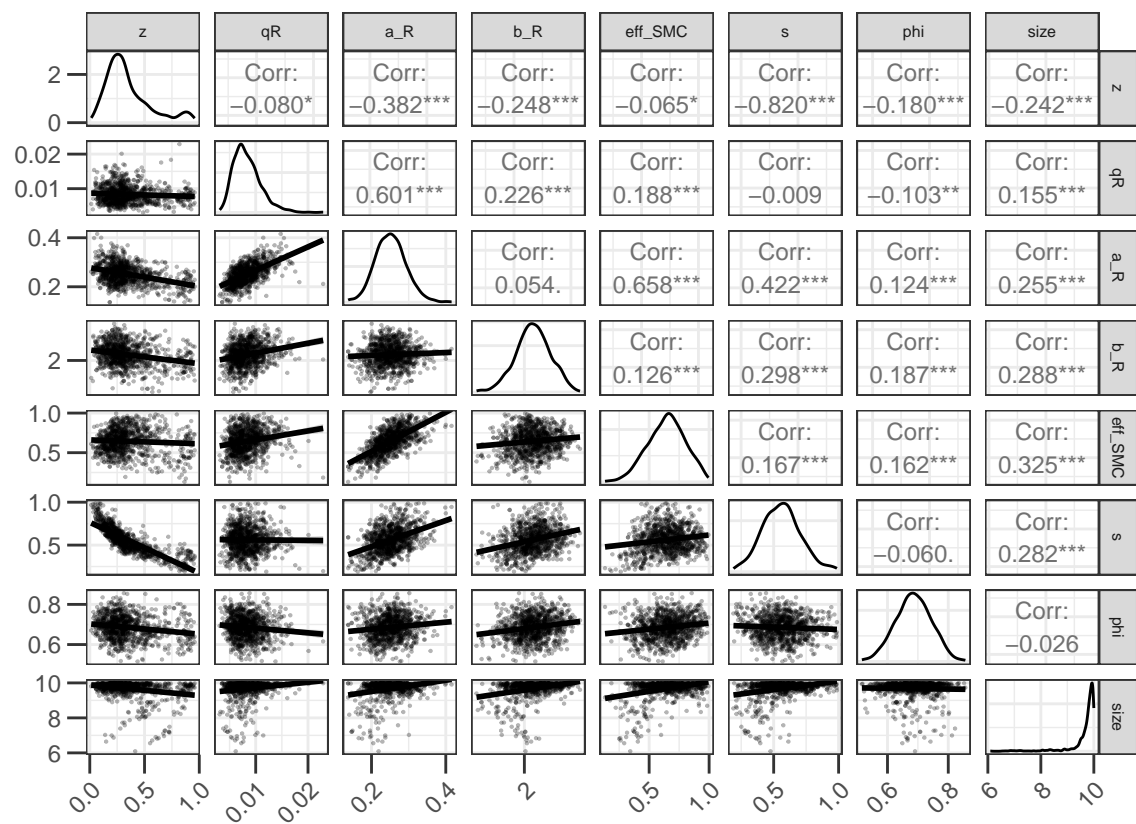 z qR a_R b_R eff_SMC s phi size
Corr: Corr: Corr: Corr: Corr: Corr: Corr:
−0.080* −0.382*** −0.248*** −0.065* −0.820*** −0.180*** −0.242***
2
0
z
Corr: Corr: Corr: Corr: Corr: Corr:
0.601*** 0.226*** 0.188*** −0.009 −0.103** 0.155***
0.02
0.01
qR
Corr: Corr: Corr: Corr: Corr:
0.054. 0.658*** 0.422*** 0.124*** 0.255***
0.4
0.2
a_R
Corr: Corr: Corr: Corr:
0.126*** 0.298*** 0.187*** 0.288***
2
b_R
Corr: Corr: Corr:
0.167*** 0.162*** 0.325***
1.0
0.5
eff_SMC
Corr: Corr:
−0.060. 0.282***
1.0
0.5
s
Corr:
−0.026
0.8
0.6
phi
10
8
6
size
0.0 0.5 1.0 0.01 0.02 0.2 0.4 2 0.5 1.0 0.5 1.0 0.6 0.8 6 8 10